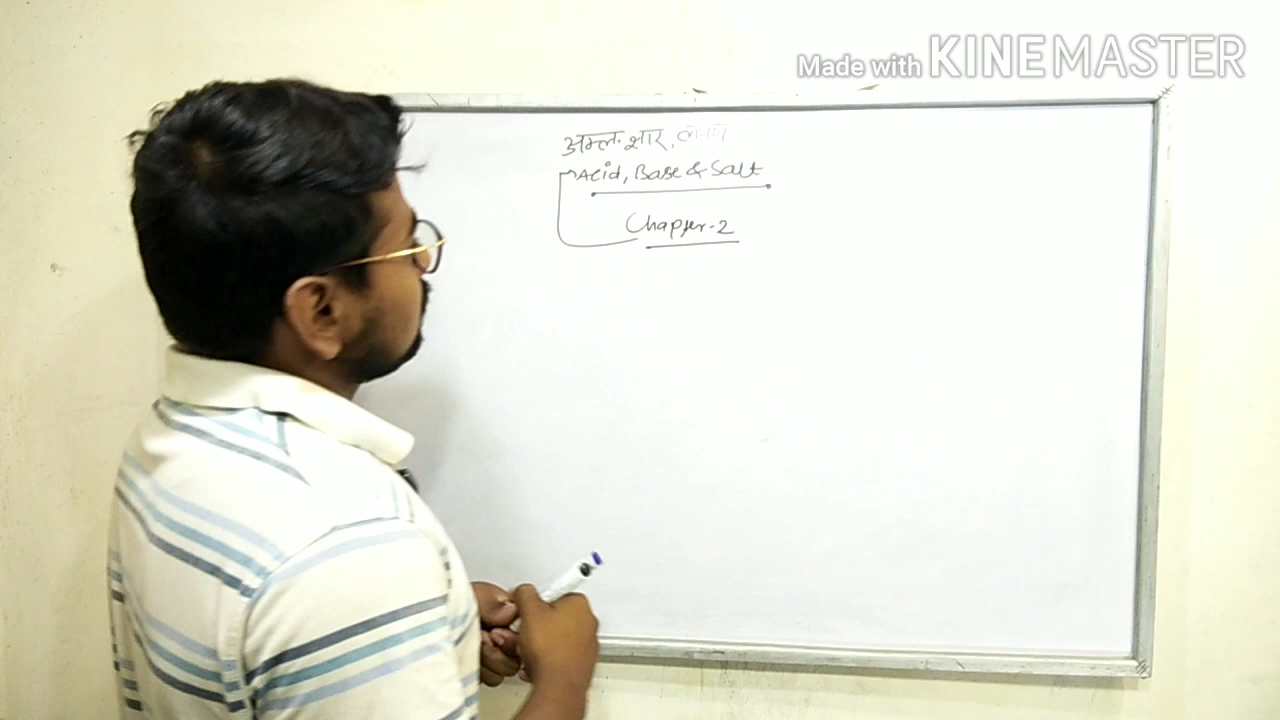 Made with KINEMASTER
अम्ल, क्षार, लवण
Acid, Base & Salt
Chapter-2